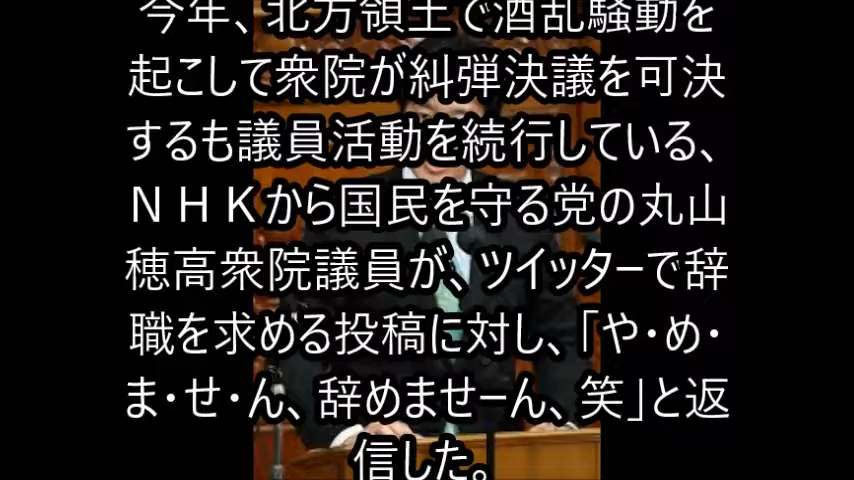 今年、北方領土で酒乱騒動を
起こして衆院が糾弾決議を可決
するも議員活動を続行している、
NHKから国民を守る党の丸山
穂高衆院議員が、ツイッターで辞
職を求める投稿に対し、「や・め・
ま・せ・ん、辞めませーん、笑」と返
信した。